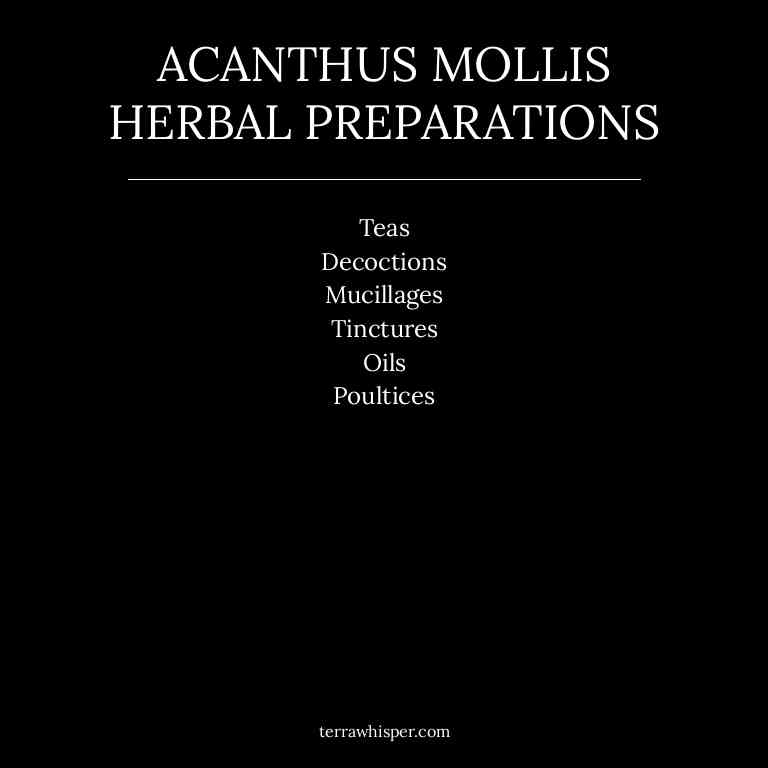 ACANTHUS MOLLIS
HERBAL PREPARATIONS
Teas
Decoctions
Mucillages
Tinctures
Oils
Poultices
terrawhisper.com